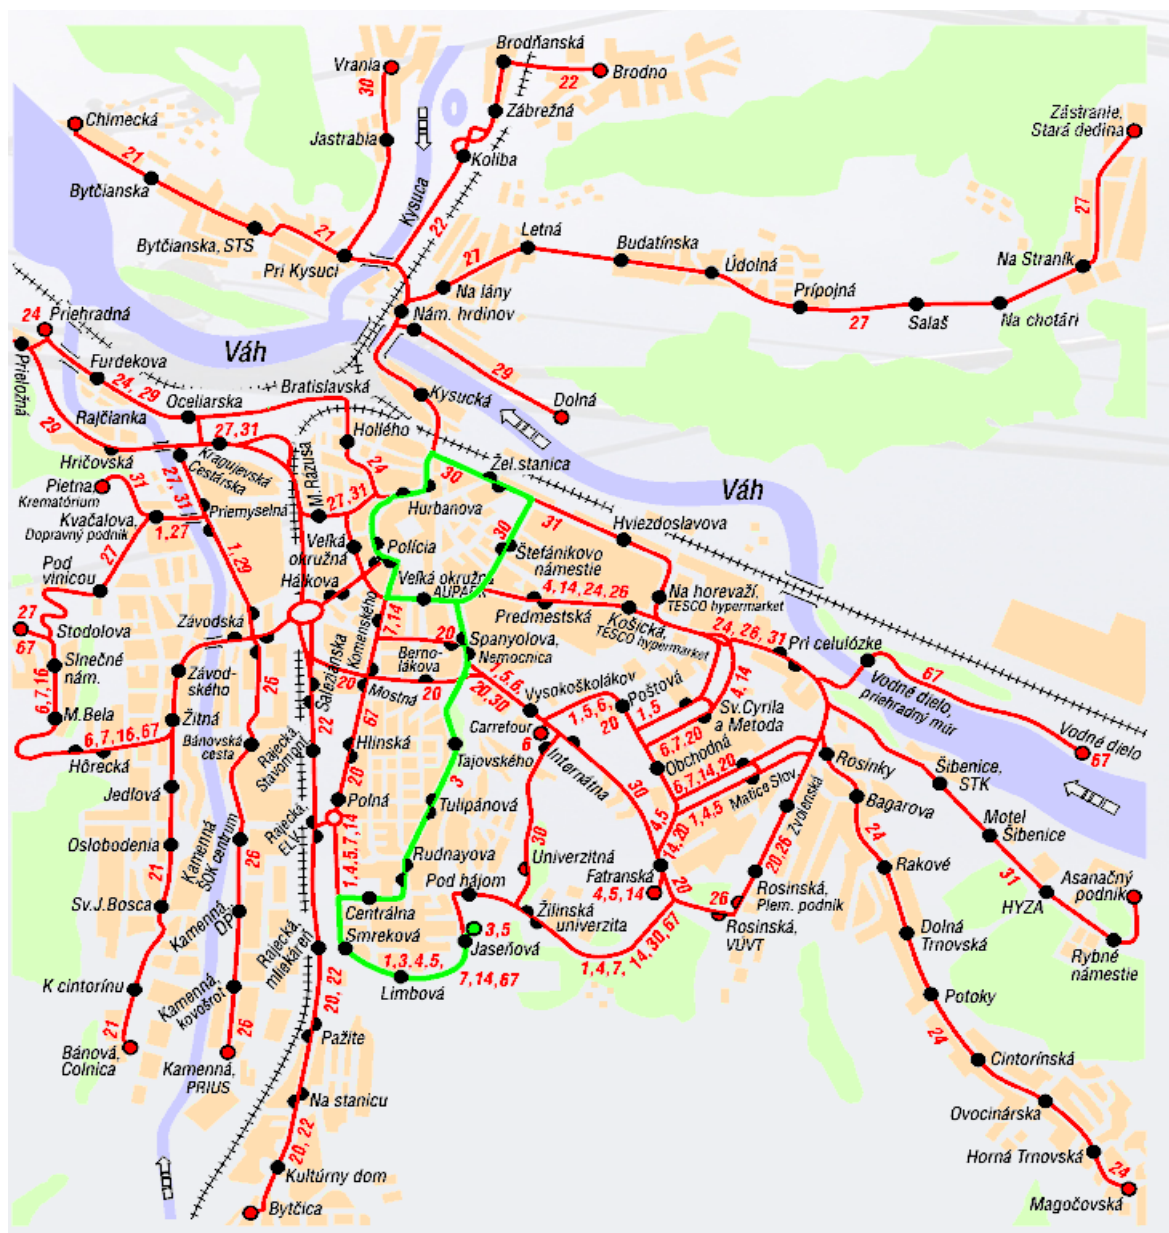 Brodňanská
Vrania
30
22
Brodno
Zábrežná
Chlmecká
Zástranie,
Stará dedina
Jastrabia
Koliba
21
Bytčianska
Kysuca
27
22
Letná
Budatínska
21
Bytčianska, STS
Pri Kysuci
27
Na lány
Údolná
Na Straník
Prípojná
24
Priehradná
Nám. hrdinov
27
Salaš
Na chotári
Váh
Furdekova
Prieložná
24, 29
Bratislavská
29
Kysucká
Dolná
Oceliarska
Rajčianka
29
27,31
Hollého
Hričovská
Kragujevská
Cestárska
M.Rázusa
24
Žel.stanica
30
Váh
Pietna,
Krematórium
31
27, 31
27,31
Hurbanova
Priemyselná
31
Hviezdoslavova
Kvačalova,
Dopravný podnik
1,27
Veľká
okružná
Polícia
30
Štefánikovo
námestie
Pod
vinicou
27
1,29
Hálkova
Veľká okružná
AUPARK
4,14,24,26
Na horevaží,
TESCO hypermarket
Predmestská
27
67
Stodolova
Závodská
Komenského
7,14
Košická,
TESCO hypermarket
24, 26, 31
Pri celulózke
20
Spanyolova,
Nemocnica
Slnečné
nám.
Závod-
ského
Berno-
lákova
67
6,7,16
Saleziánska
20
Mostná
20
20,30
1,5,6,
Vysokoškolákov
Poštová
4,14
Vodné dielo,
priehradný múr
26
M.Bela
Žitná
22
67
1,5,6,
20
1,5
Sv.Cyrila
a Metoda
6,7,16,67
Bánovská
cesta
Carrefour
6
6,7,20
Vodné dielo
67
Hôrecká
Rajecká,
Stavomont
Hlinská
Tajovského
Internátna
Obchodná
Rosinky
Šibenice,
STK
Jedlová
20
3
30
6,7,14,20
Matice Slov.
Polná
Tulipánová
1,4,5
Zvolenská
Bagarova
Motel
Šibenice
Oslobodenia
Kamenná
SOK centrum
26
Rajecká,
ELV
4,5
14,20
24
21
30
20,26
Rudnayova
Univerzitná
Rakové
Asanačný
podnik
1,4,5,7,14
Pod hájom
Fatranská
4,5,14
20
26
Rosinská,
Plem. podnik
31
Sv.J.Bosca
Kamenná,
DPŽ
Centrálna
HYZA
Žilinská
univerzita
Rosinská,
VÚVT
Dolná
Trnovská
Rybné
námestie
Rajecká
mliekáreň
Smreková
3,5
Jaseňová
1,3,4,5,
7,14,67
1,4,7,
14,30,67
K cintorínu
Kamenná,
kovošrot
20, 22
Limbová
Potoky
21
26
24
Bánová,
Colnica
Kamenná,
PRIUS
Pažite
Cintorínská
Na stanicu
Ovocinárska
20, 22
Horná Trnovská
Kultúrny dom
24
Bytčica
Magočovská